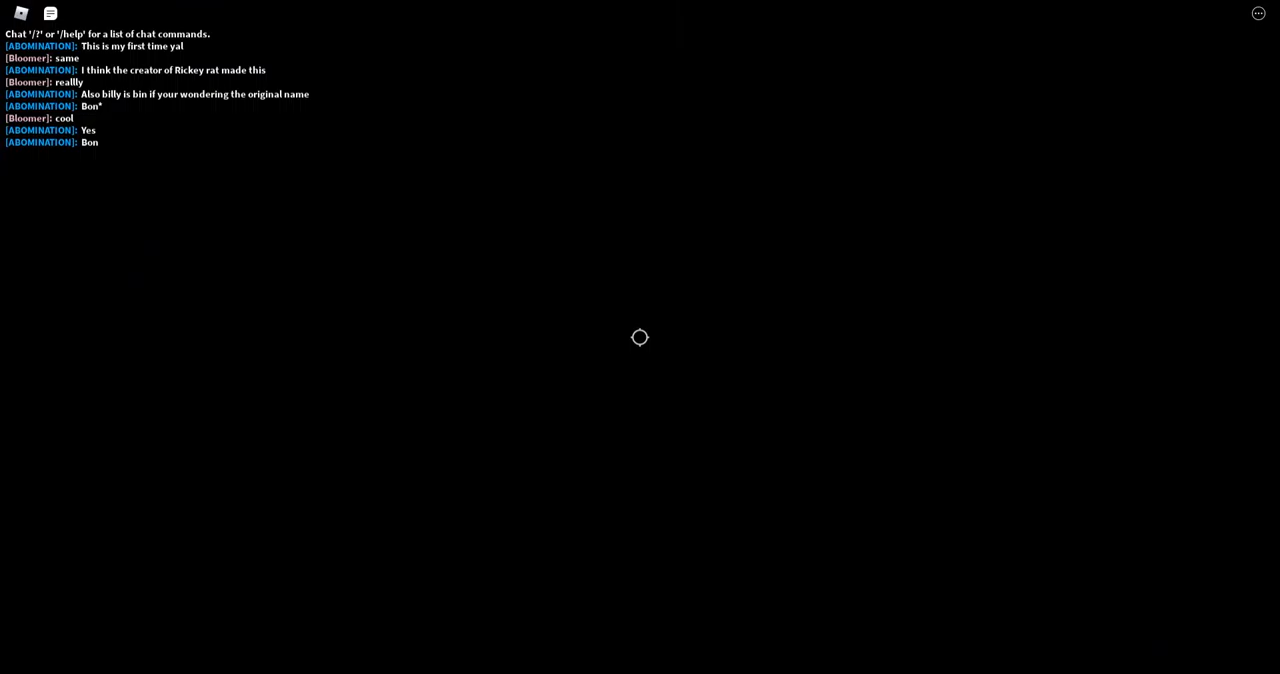 Chat '/?' or '/help' for a list of chat commands.
[ABOMINATION]: This is my first time yal
[Bloomer]: same
[ABOMINATION]: I think the creator of Rickey rat made this
[Bloomer]: reallly
[ABOMINATION]: Also billy is bin if your wondering the original name
[ABOMINATION]: Bon*
[Bloomer]: cool
[ABOMINATION]: Yes
[ABOMINATION]: Bon